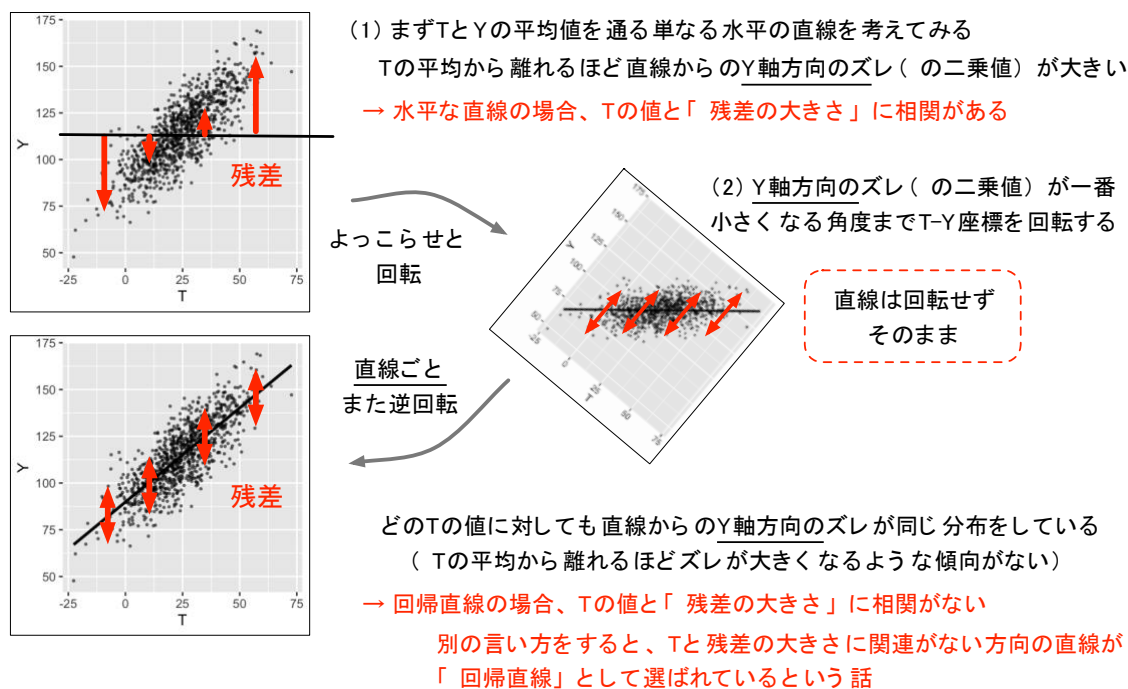 (1) まずTとYの平均値を通る単なる水平の直線を考えてみる
Tの平均から離れるほど直線からのY軸方向のズレ(の二乗値)が大きい
→ 水平な直線の場合、Tの値と「残差の大きさ」に相関がある
175
150
125
100
75
50
Y
-25
0
25
50
75
T
残差
よっこらせと
回転
(2) Y軸方向のズレ(の二乗値)が一番
小さくなる角度までT-Y座標を回転する
175
150
125
100
75
50
Y
-25
0
25
50
75
T
直線は回転せず
そのまま
直線ごと
また逆回転
175
150
125
100
75
50
Y
-25
0
25
50
75
T
残差
どのTの値に対しても直線からのY軸方向のズレが同じ分布をしている
(Tの平均から離れるほどズレが大きくなるような傾向がない)
→ 回帰直線の場合、Tの値と「残差の大きさ」に相関がない
別の言い方をすると、Tと残差の大きさに関連がない方向の直線が
「回帰直線」として選ばれているという話